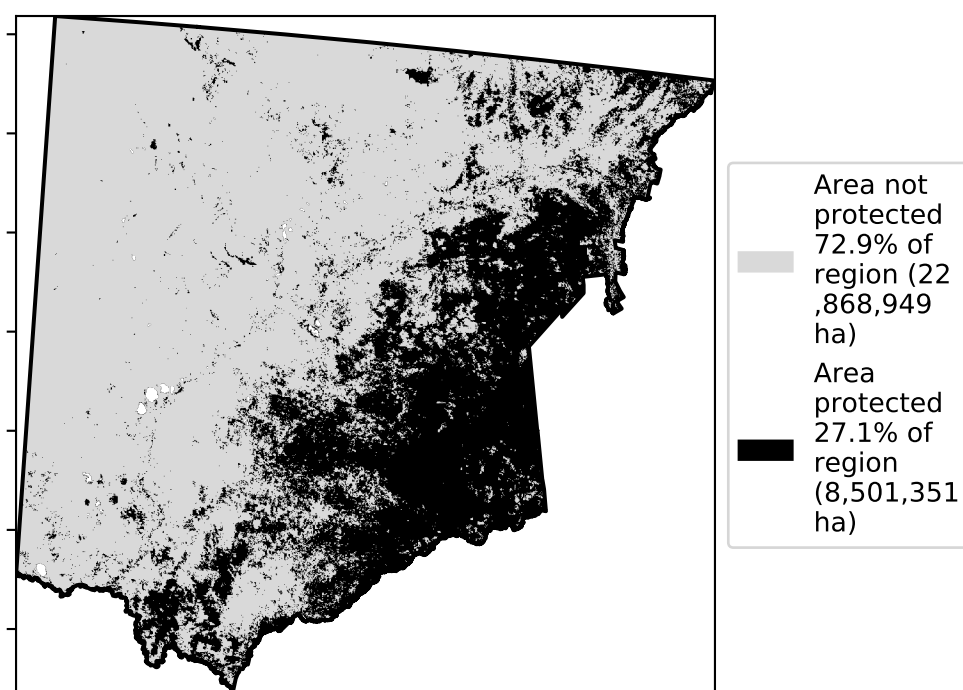 Area not
protected
72.9% of
region (22
,868,949
ha)
Area
protected
27.1% of
region
(8,501,351
ha)